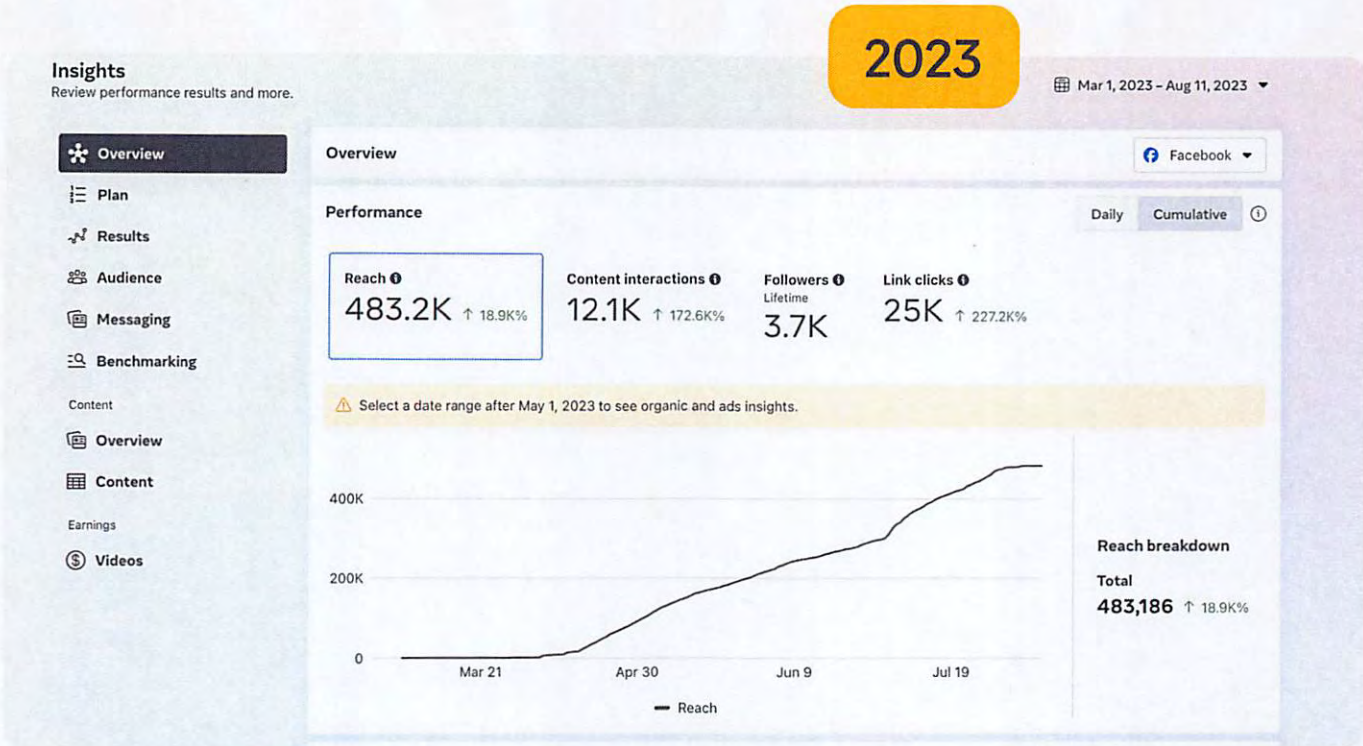 2023
Insights
Review performance results and more.
Mar 1, 2023 – Aug 11, 2023
Overview
Plan
Results
Audience
Messaging
Benchmarking
Content
Overview
Content
Earnings
Videos
Overview
Facebook
Performance
Daily Cumulative
Reach
483.2K ↑ 18.9K%
Content interactions
12.1K ↑ 172.6K%
Followers
Lifetime
3.7K
Link clicks
25K ↑ 227.2K%
Select a date range after May 1, 2023 to see organic and ads insights.
400K
200K
0
Mar 21 Apr 30 Jun 9 Jul 19
Reach
Reach breakdown
Total
483,186 ↑ 18.9K%